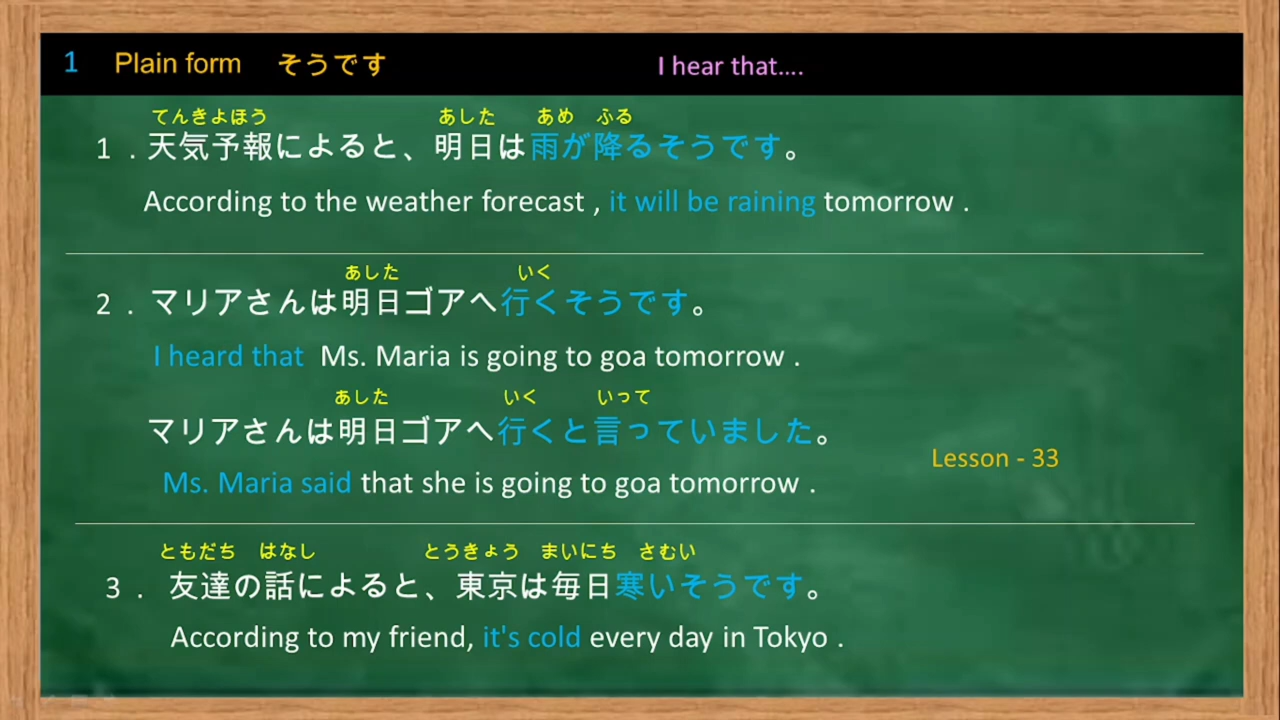 1 Plain form そうです I hear that....
てんきよほう あした あめ ふる
1.天気予報によると、明日は雨が降るそうです。
According to the weather forecast , it will be raining tomorrow .
あした いく
2.マリアさんは明日ゴアへ行くそうです。
I heard that Ms. Maria is going to goa tomorrow .
あした いく いって
マリアさんは明日ゴアへ行くと言っていました。
Lesson - 33
Ms. Maria said that she is going to goa tomorrow .
ともだち はなし とうきょう まいにち さむい
3.友達の話によると、東京は毎日寒いそうです。
According to my friend, it's cold every day in Tokyo .